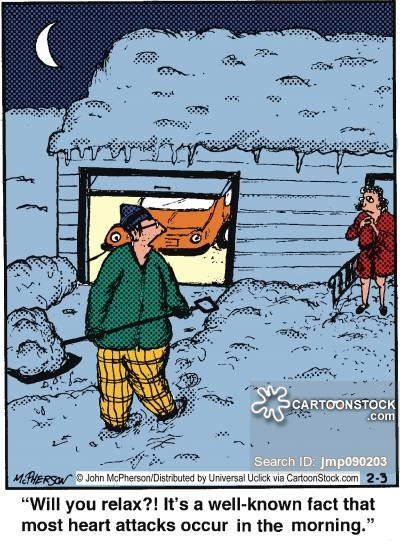 CARTOONSTOCK
.com
Search ID: jmp090203
McPHERSON
© John McPherson/Distributed by Universal Uclick via CartoonStock.com
2-3
“Will you relax?! It’s a well-known fact that
most heart attacks occur in the morning.”